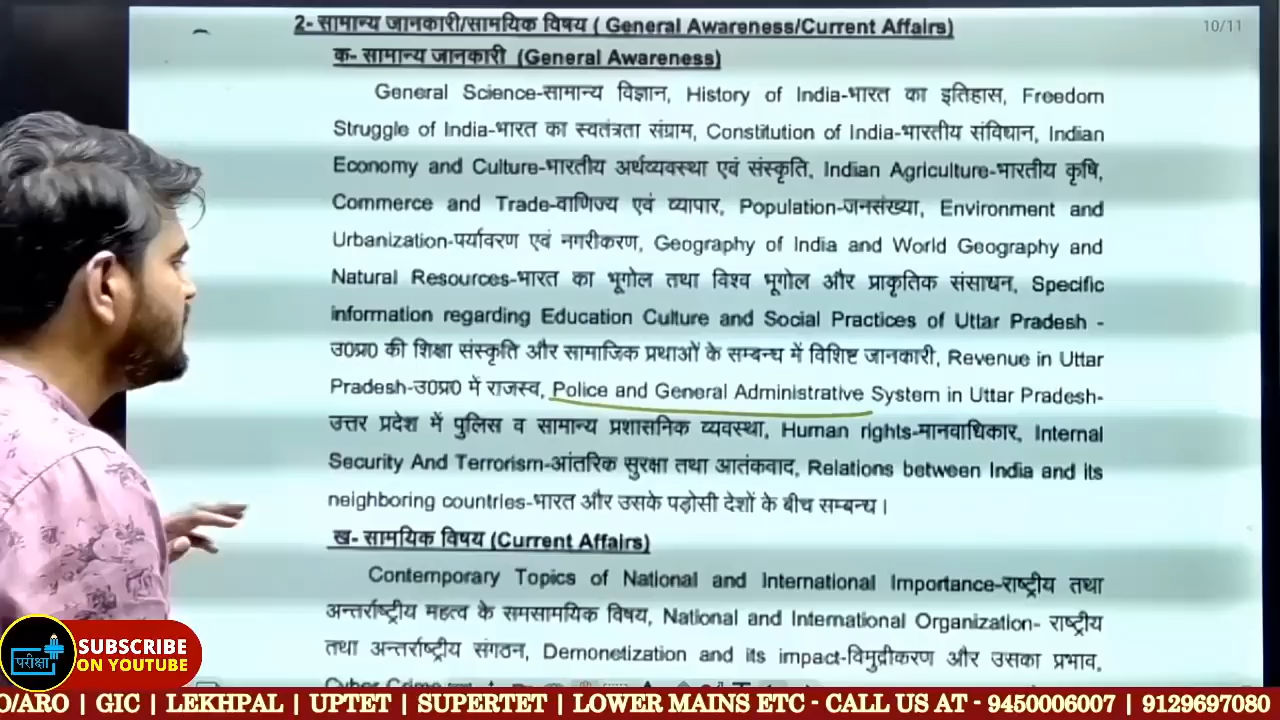 2- सामान्य जानकारी/सामयिक विषय ( General Awareness/Current Affairs)
10/11
क- सामान्य जानकारी (General Awareness)
General Science-सामान्य विज्ञान, History of India-भारत का इतिहास, Freedom
Struggle of India-भारत का स्वतंत्रता संग्राम, Constitution of India-भारतीय संविधान, Indian
Economy and Culture-भारतीय अर्थव्यवस्था एवं संस्कृति, Indian Agriculture-भारतीय कृषि,
Commerce and Trade-वाणिज्य एवं व्यापार, Population-जनसंख्या, Environment and
Urbanization-पर्यावरण एवं नगरीकरण, Geography of India and World Geography and
Natural Resources-भारत का भूगोल तथा विश्व भूगोल और प्राकृतिक संसाधन, Specific
information regarding Education Culture and Social Practices of Uttar Pradesh -
उ0प्र0 की शिक्षा संस्कृति और सामाजिक प्रथाओं के सम्बन्ध में विशिष्ट जानकारी, Revenue in Uttar
Pradesh-उ0प्र0 में राजस्व, Police and General Administrative System in Uttar Pradesh-
उत्तर प्रदेश में पुलिस व सामान्य प्रशासनिक व्यवस्था, Human rights-मानवाधिकार, Internal
Security And Terrorism-आंतरिक सुरक्षा तथा आतंकवाद, Relations between India and its
neighboring countries-भारत और उसके पड़ोसी देशों के बीच सम्बन्ध।
ख- सामयिक विषय (Current Affairs)
Contemporary Topics of National and International Importance-राष्ट्रीय तथा
अन्तर्राष्ट्रीय महत्व के समसामयिक विषय, National and International Organization- राष्ट्रीय
तथा अन्तर्राष्ट्रीय संगठन, Demonetization and its impact-विमुद्रीकरण और उसका प्रभाव,
परीक्षा
SUBSCRIBE
ON YOUTUBE
O/ARO | GIC | LEKHPAL | UPTET | SUPERTET | LOWER MAINS ETC - CALL US AT - 9450006007 | 9129697080